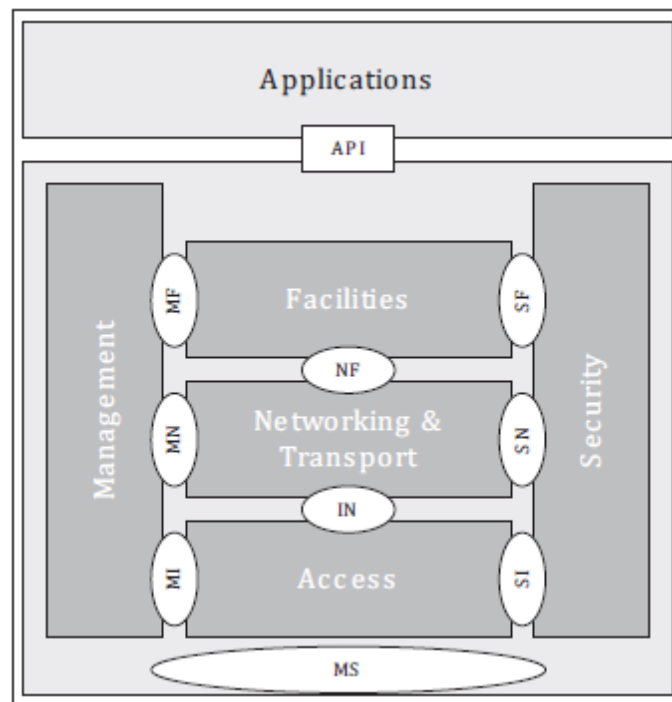 Applications
API
Management
MF
Facilities
SF
Security
NF
MN
Networking &
Transport
SN
IN
MI
Access
SI
MS